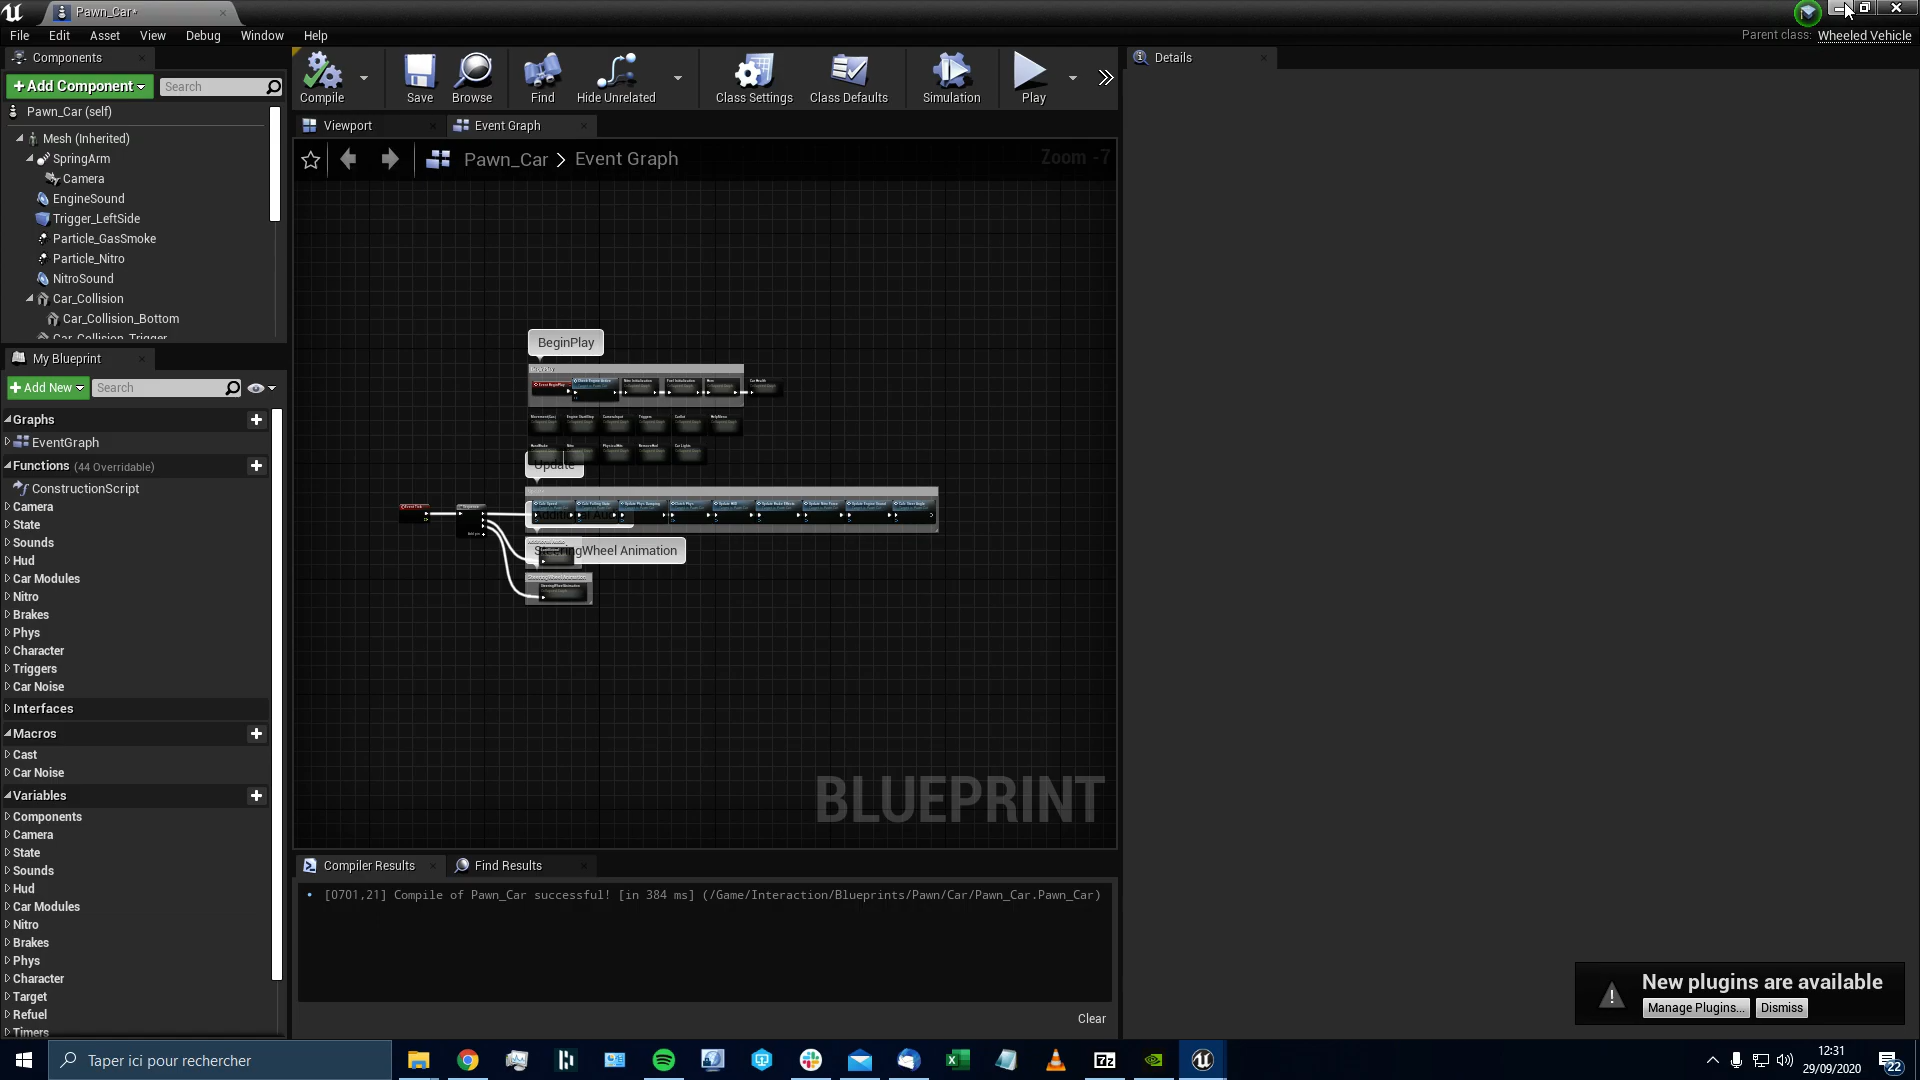 Pawn_Car*
File Edit Asset View Debug Window Help
Parent class: Wheeled Vehicle
Components
+Add Component
Search
Pawn_Car (self)
Mesh (Inherited)
SpringArm
Camera
EngineSound
Trigger_LeftSide
Particle_GasSmoke
Particle_Nitro
NitroSound
Car_Collision
Car_Collision_Bottom
Car_Collision_Trigger
My Blueprint
+Add New
Search
Graphs
EventGraph
Functions (44 Overridable)
ConstructionScript
Camera
State
Sounds
Hud
Car Modules
Nitro
Brakes
Phys
Character
Triggers
Car Noise
Interfaces
Macros
Cast
Car Noise
Variables
Components
Camera
State
Sounds
Hud
Car Modules
Nitro
Brakes
Phys
Character
Target
Refuel
Timers
Compile
Save
Browse
Find
Hide Unrelated
Class Settings
Class Defaults
Simulation
Play
Viewport
Event Graph
Pawn_Car > Event Graph
Zoom -7
BeginPlay
BeginPlay
Event BeginPlay
Update
SteeringWheel Animation
BLUEPRINT
Compiler Results
Find Results
[0701,21] Compile of Pawn_Car successful! [in 384 ms] (/Game/Interaction/Blueprints/Pawn/Car/Pawn_Car.Pawn_Car)
Clear
Details
New plugins are available
Manage Plugins...
Dismiss
Taper ici pour rechercher
12:31
29/09/2020
22